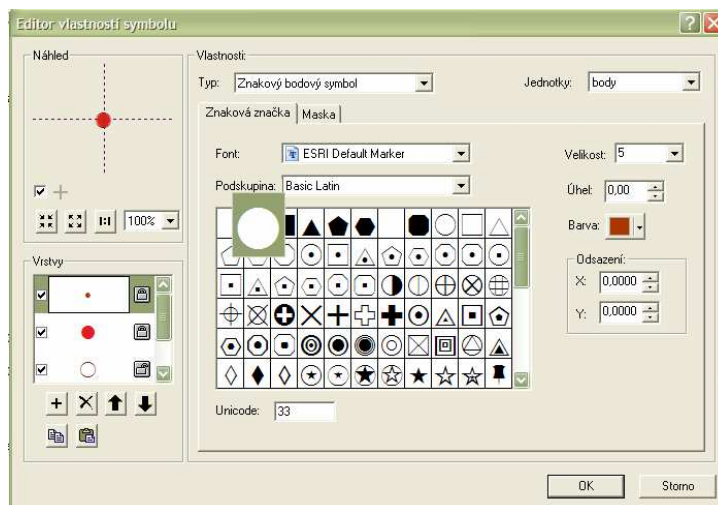 Editor vlastností symbolu
Náhled
100%
Vrstvy
Vlastnosti:
Typ: Znakový bodový symbol
Jednotky: body
Znaková značka
Maska
Font: ESRI Default Marker
Velikost: 5
Podskupina: Basic Latin
Úhel: 0,00
Barva:
Odsazení:
X: 0,0000
Y: 0,0000
Unicode: 33
OK
Storno